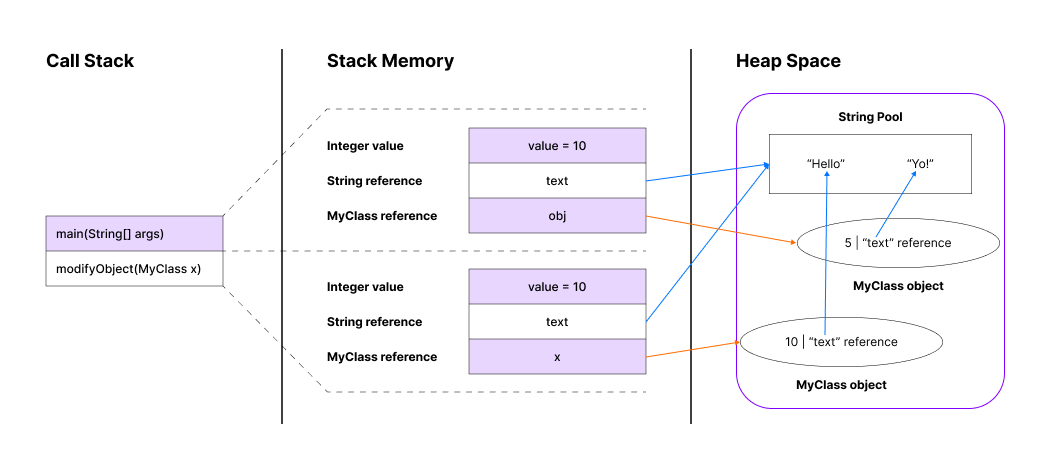 Call Stack
Stack Memory
Heap Space
main(String[] args)
modifyObject(MyClass x)
Integer value
value = 10
String reference
text
MyClass reference
obj
Integer value
value = 10
String reference
text
MyClass reference
x
String Pool
“Hello”
“Yo!”
5 | “text” reference
MyClass object
10 | “text” reference
MyClass object